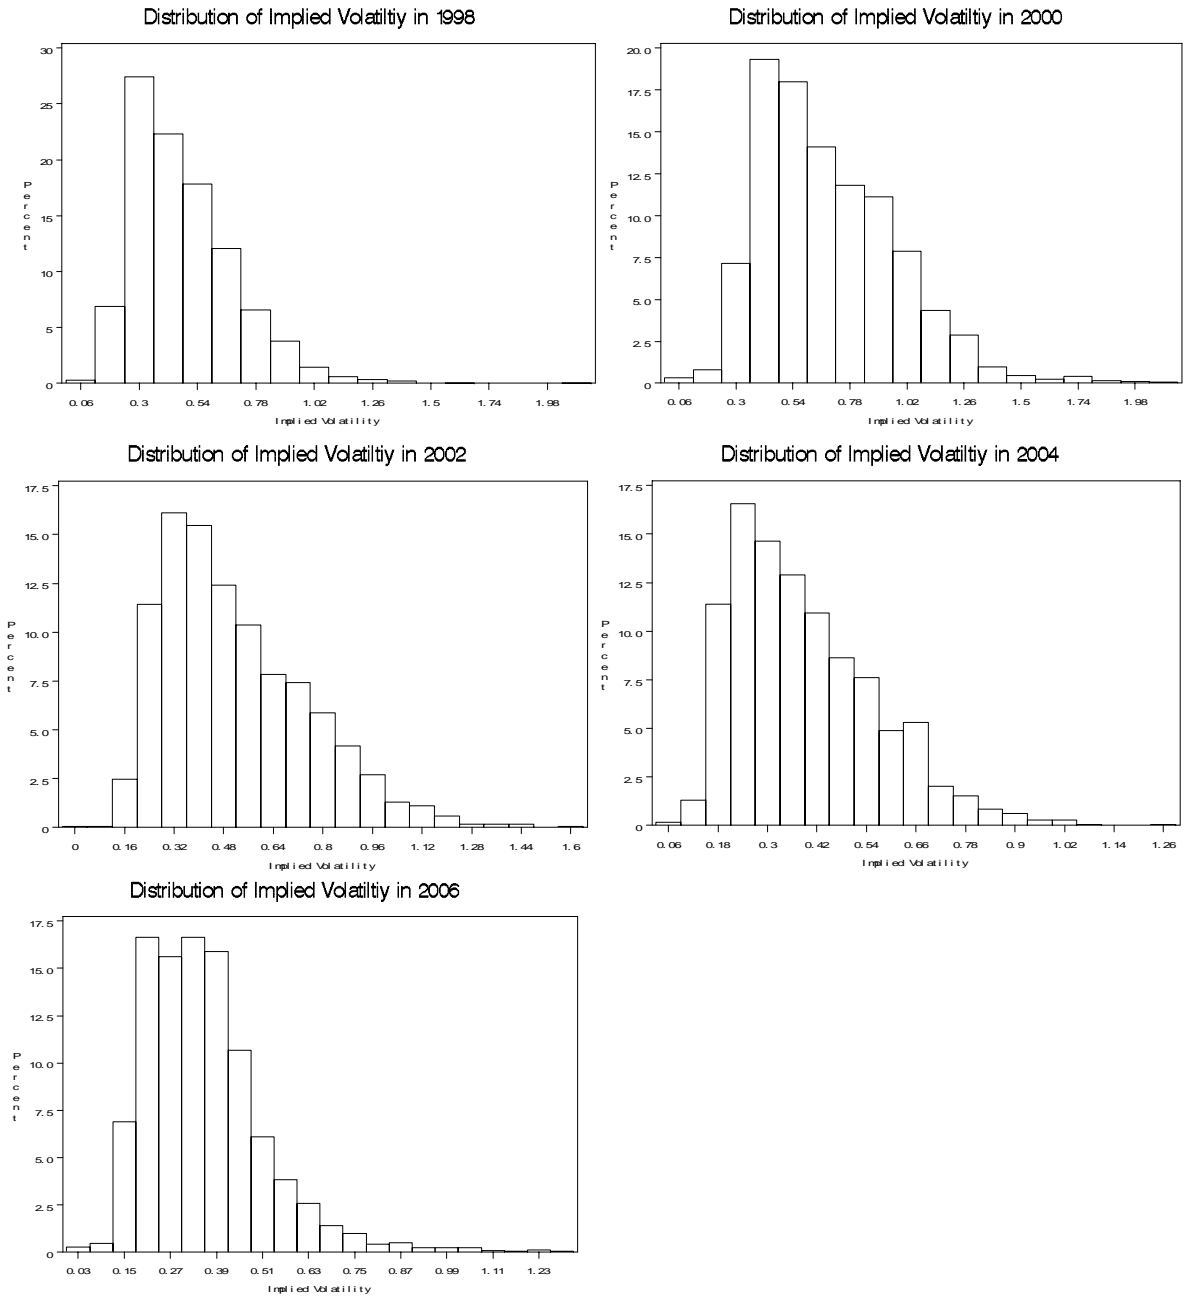 Distribution of Implied Volatiltiy in 1998
30
25
20
15
10
5
0
Percent
0.06 0.3 0.54 0.78 1.02 1.26 1.5 1.74 1.98
Implied Volatility
Distribution of Implied Volatiltiy in 2000
20.0
17.5
15.0
12.5
10.0
7.5
5.0
2.5
0
Percent
0.06 0.3 0.54 0.78 1.02 1.26 1.5 1.74 1.98
Implied Volatility
Distribution of Implied Volatiltiy in 2002
17.5
15.0
12.5
10.0
7.5
5.0
2.5
0
Percent
0 0.16 0.32 0.48 0.64 0.8 0.96 1.12 1.28 1.44 1.6
Implied Volatility
Distribution of Implied Volatiltiy in 2004
17.5
15.0
12.5
10.0
7.5
5.0
2.5
0
Percent
0.06 0.18 0.3 0.42 0.54 0.66 0.78 0.9 1.02 1.14 1.26
Implied Volatility
Distribution of Implied Volatiltiy in 2006
17.5
15.0
12.5
10.0
7.5
5.0
2.5
0
Percent
0.03 0.15 0.27 0.39 0.51 0.63 0.75 0.87 0.99 1.11 1.23
Implied Volatility